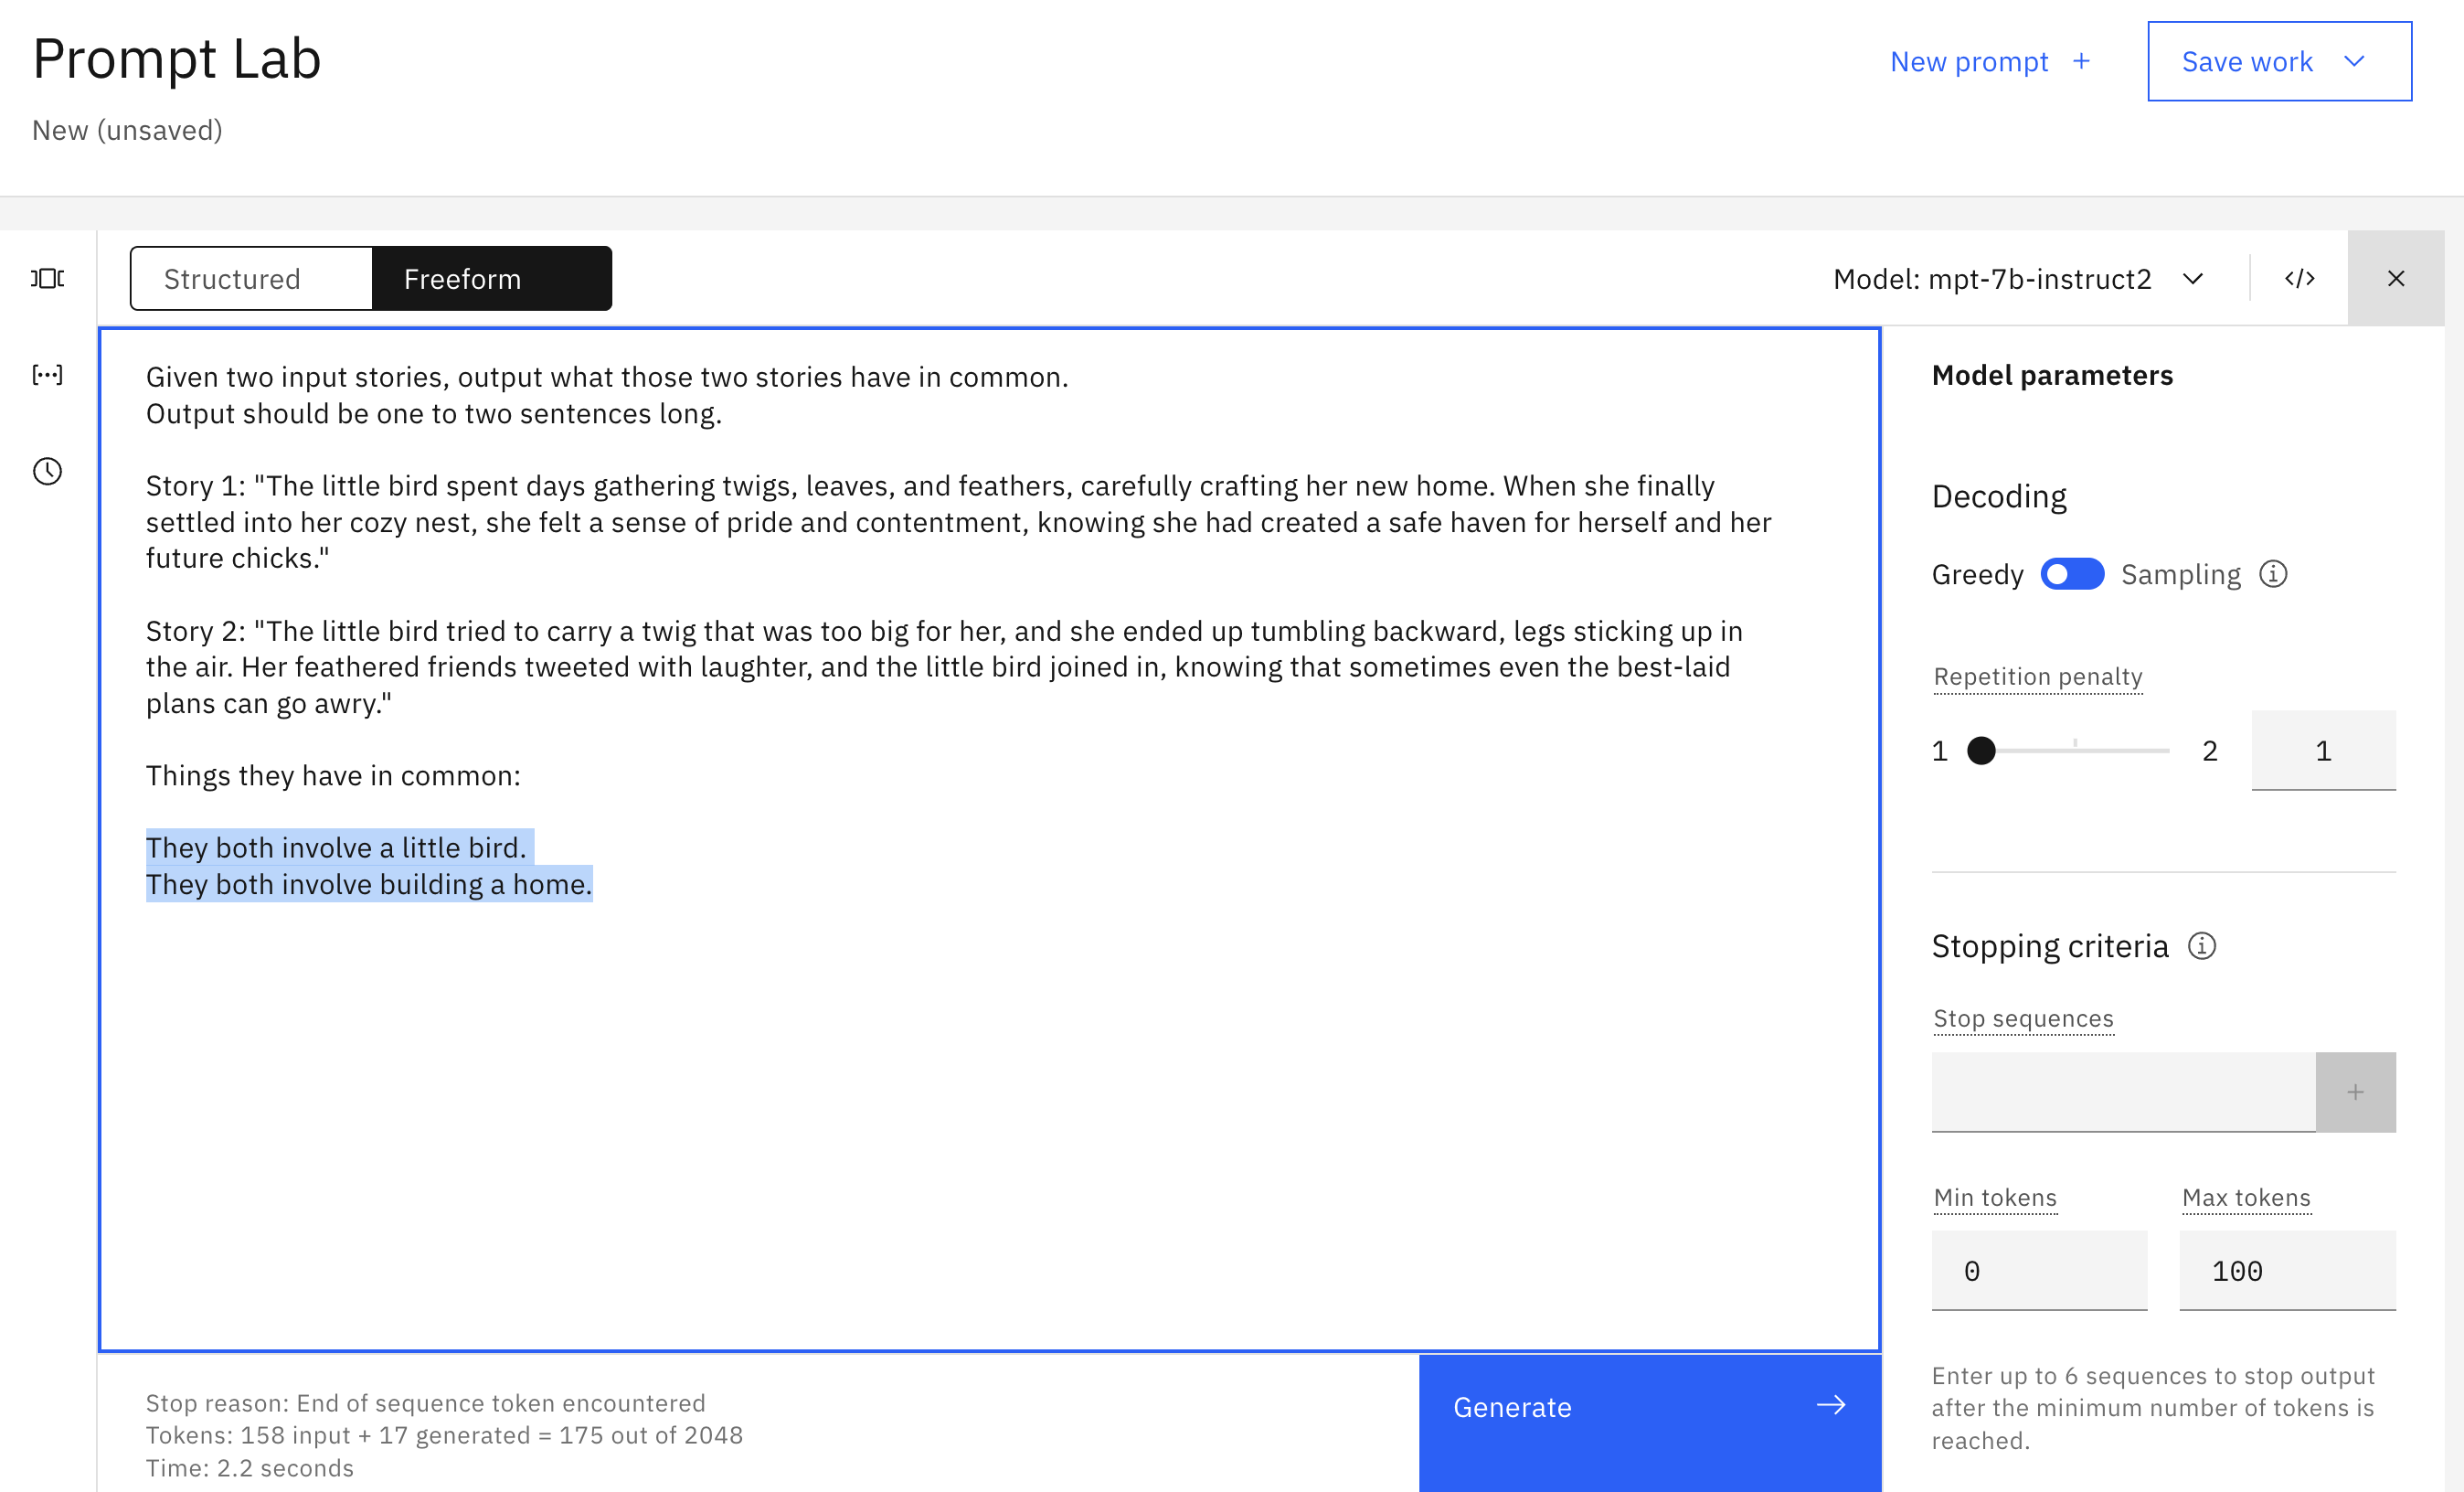 Prompt Lab
New (unsaved)
New prompt +
Save work
Structured
Freeform
Model: mpt-7b-instruct2
</>
Given two input stories, output what those two stories have in common.
Output should be one to two sentences long.
Story 1: "The little bird spent days gathering twigs, leaves, and feathers, carefully crafting her new home. When she finally
settled into her cozy nest, she felt a sense of pride and contentment, knowing she had created a safe haven for herself and her
future chicks."
Story 2: "The little bird tried to carry a twig that was too big for her, and she ended up tumbling backward, legs sticking up in
the air. Her feathered friends tweeted with laughter, and the little bird joined in, knowing that sometimes even the best-laid
plans can go awry."
Things they have in common:
They both involve a little bird.
They both involve building a home.
Stop reason: End of sequence token encountered
Tokens: 158 input + 17 generated = 175 out of 2048
Time: 2.2 seconds
Generate
Model parameters
Decoding
Greedy
Sampling
Repetition penalty
1
2
1
Stopping criteria
Stop sequences
+
Min tokens
Max tokens
0
100
Enter up to 6 sequences to stop output
after the minimum number of tokens is
reached.